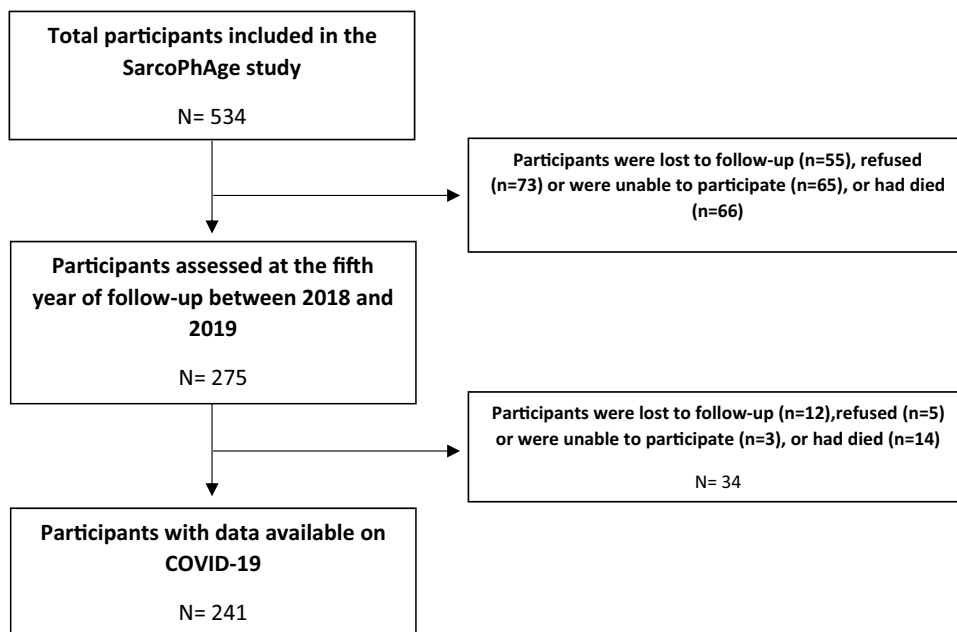 Total participants included in the
SarcoPhAge study
N= 534
Participants were lost to follow-up (n=55), refused
(n=73) or were unable to participate (n=65), or had died
(n=66)
Participants assessed at the fifth
year of follow-up between 2018 and
2019
N= 275
Participants were lost to follow-up (n=12),refused (n=5)
or were unable to participate (n=3), or had died (n=14)
N= 34
Participants with data available on
COVID-19
N= 241